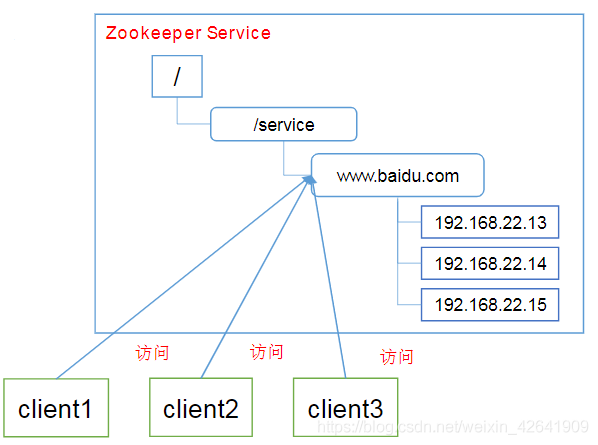 Zookeeper Service
/
/service
www.baidu.com
192.168.22.13
192.168.22.14
192.168.22.15
访问 访问 访问
client1 client2 client3
https://blog.csdn.net/weixin_42641909